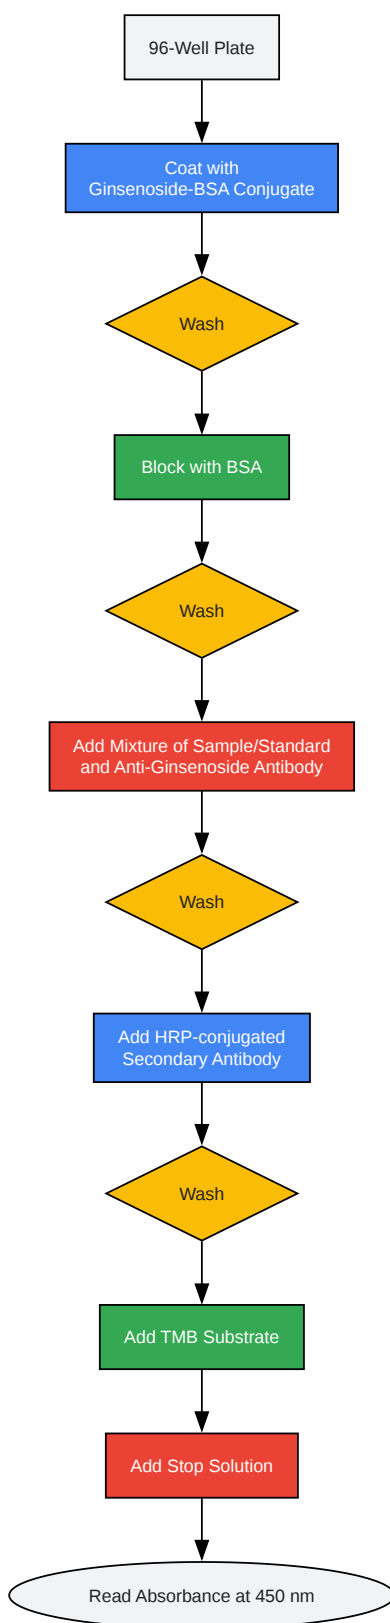 96-Well Plate
Coat with
Ginsenoside-BSA Conjugate
Wash
Block with BSA
Wash
Add Mixture of Sample/Standard
and Anti-Ginsenoside Antibody
Wash
Add HRP-conjugated
Secondary Antibody
Wash
Add TMB Substrate
Add Stop Solution
Read Absorbance at 450 nm